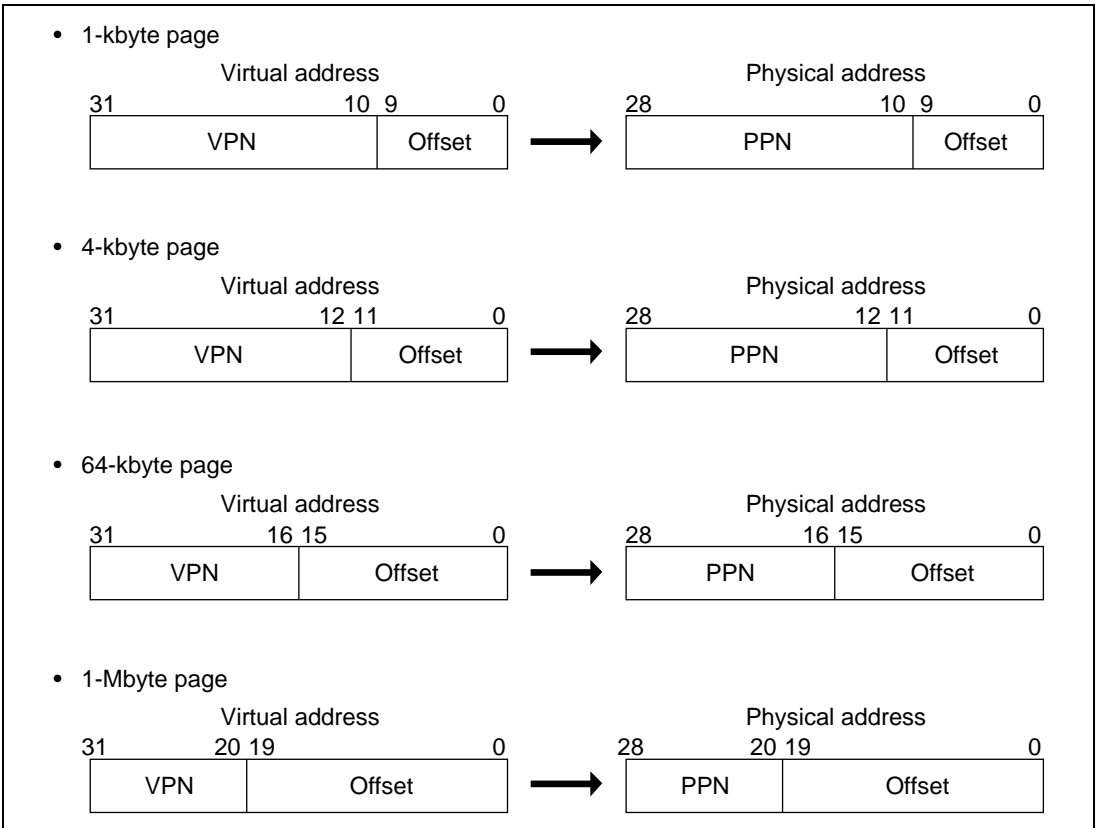 • 1-kbyte page
Virtual address Physical address
31 10 9 0 28 10 9 0
VPN Offset PPN Offset
• 4-kbyte page
Virtual address Physical address
31 12 11 0 28 12 11 0
VPN Offset PPN Offset
• 64-kbyte page
Virtual address Physical address
31 16 15 0 28 16 15 0
VPN Offset PPN Offset
• 1-Mbyte page
Virtual address Physical address
31 20 19 0 28 20 19 0
VPN Offset PPN Offset